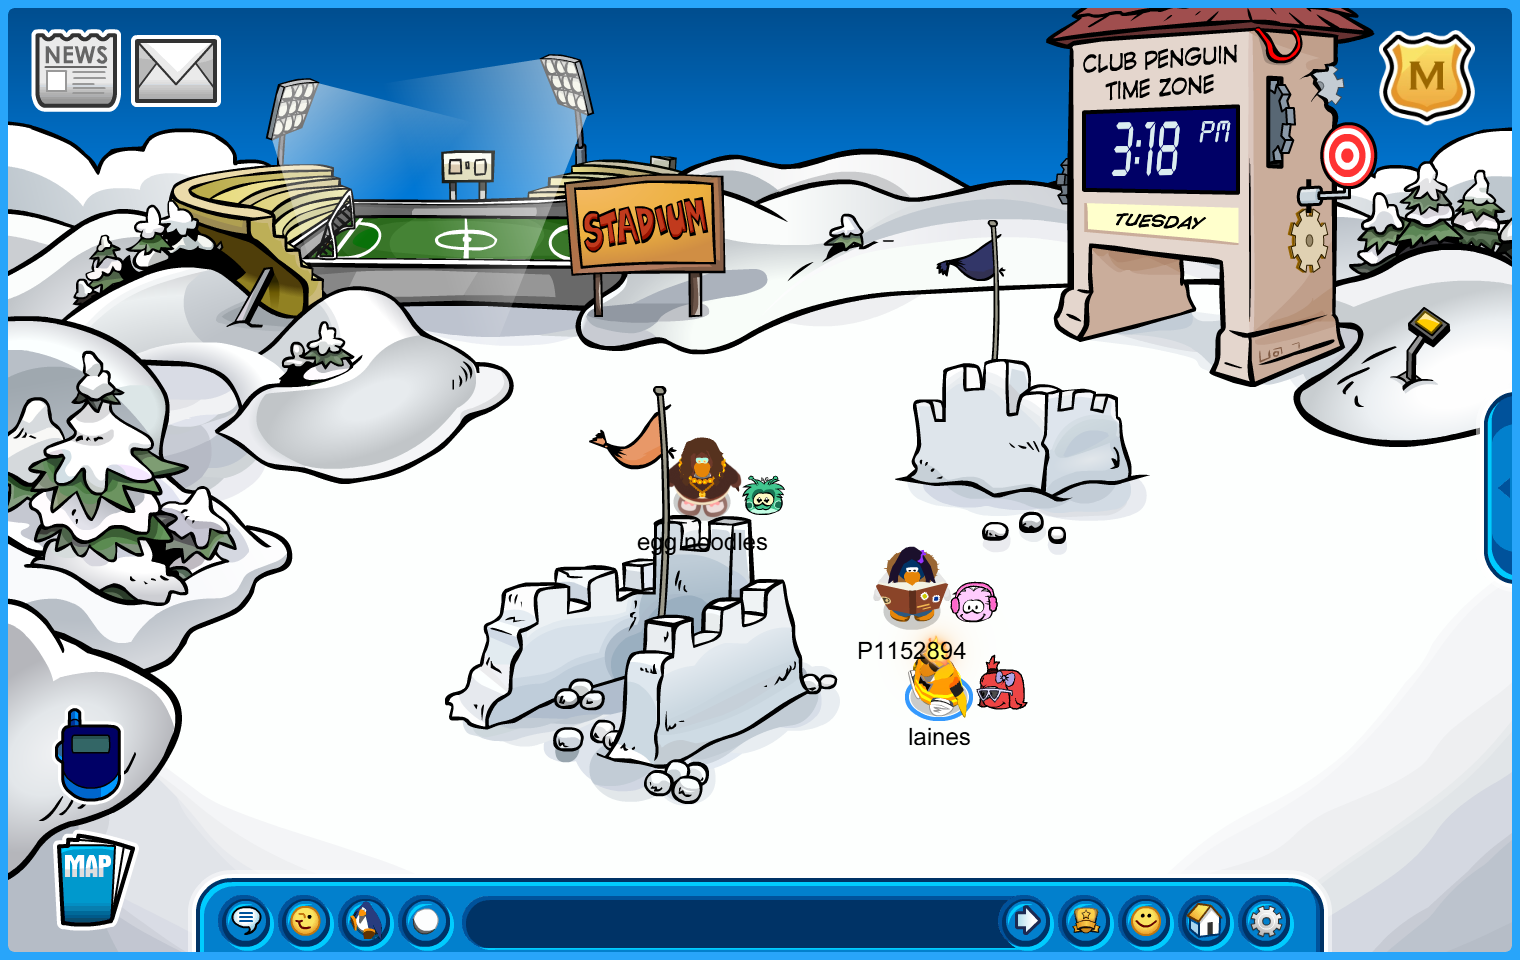 NEWS
CLUB PENGUIN
TIME ZONE
3:18 PM
TUESDAY
STADIUM
egg noodles
P1152894
laines
MAP
M